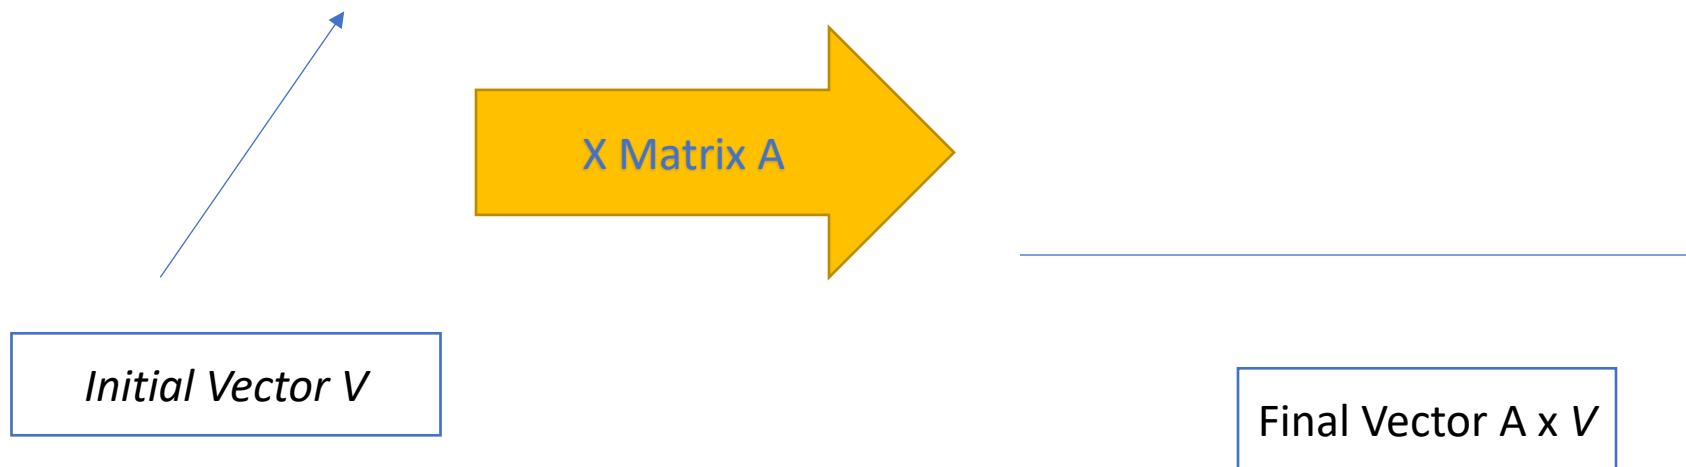 X Matrix A
Initial Vector V
Final Vector A x V